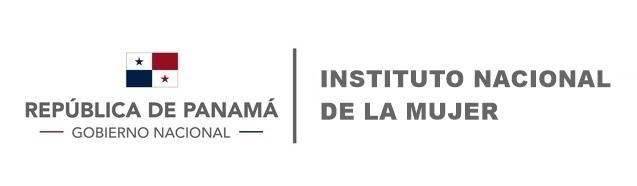 REPÚBLICA DE PANAMÁ
GOBIERNO NACIONAL
INSTITUTO NACIONAL
DE LA MUJER